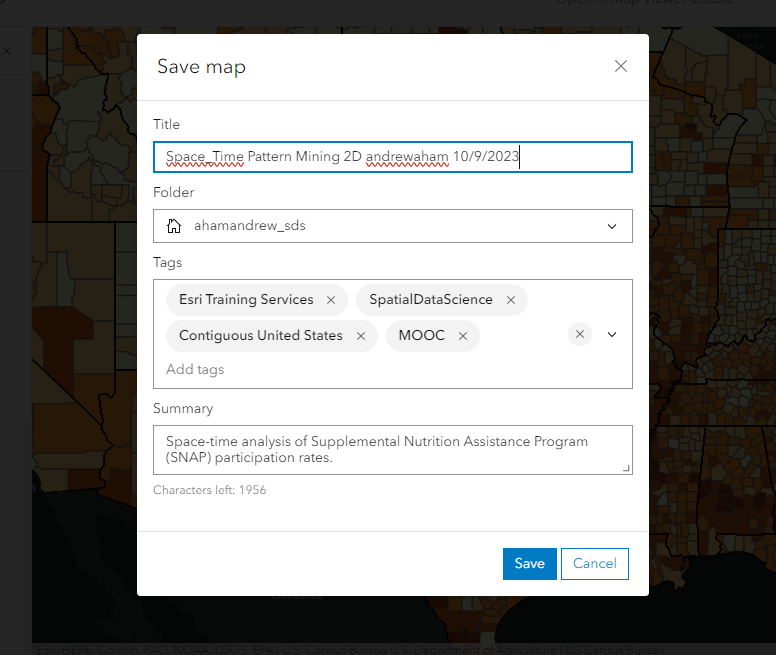 Open in Map Viewer Classic
Save map
Title
Space_Time Pattern Mining 2D andrewaham 10/9/2023
Folder
ahamandrew_sds
Tags
Esri Training Services
SpatialDataScience
Contiguous United States
MOOC
Add tags
Summary
Space-time analysis of Supplemental Nutrition Assistance Program
(SNAP) participation rates.
Characters left: 1956
Save
Cancel
Esri, HERE, Garmin, FAO, NOAA, USGS, EPA | U.S. Census Bureau U.S. Department of Agriculture | US Census Bureau